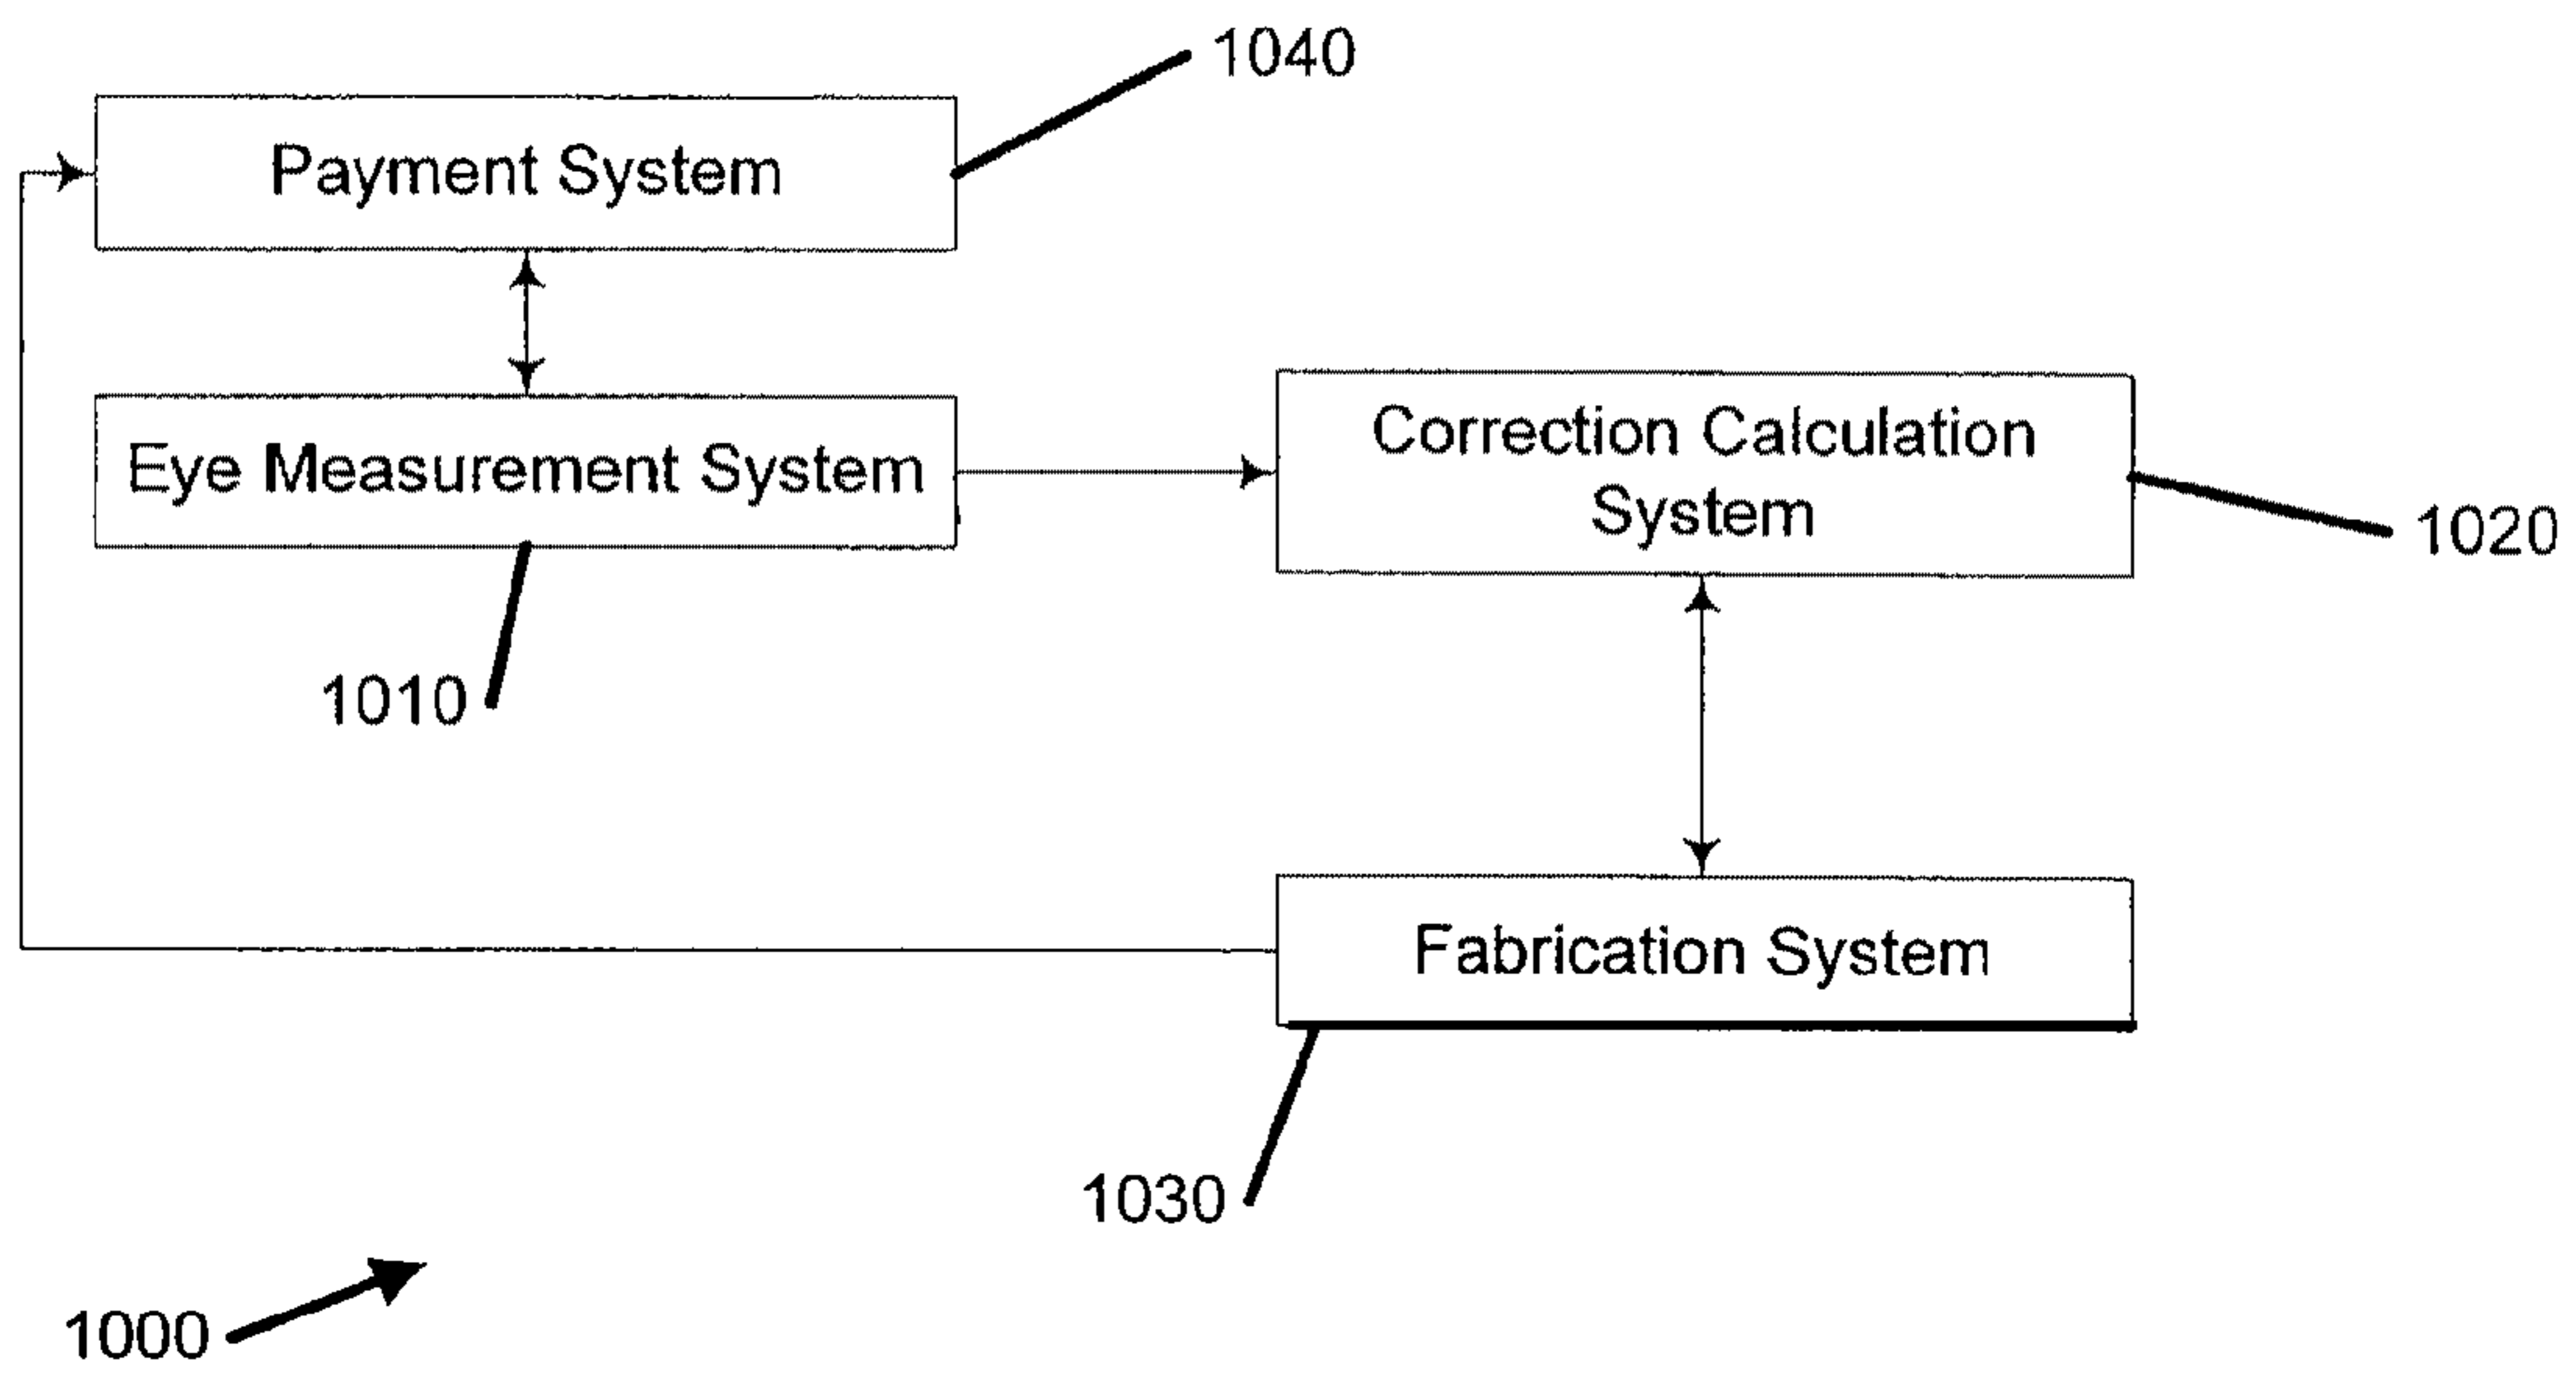 1040
Payment System
Eye Measurement System
Correction Calculation
System
1020
1010
Fabrication System
1030
1000